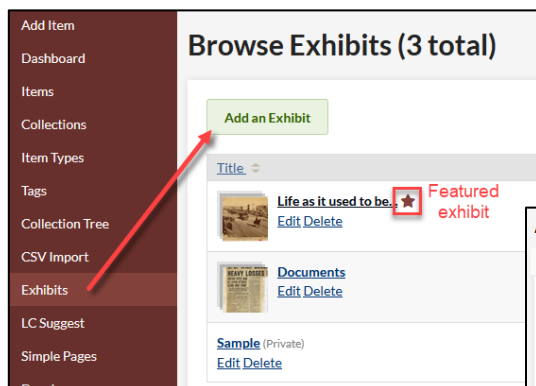 Add Item
Dashboard
Items
Collections
Item Types
Tags
Collection Tree
CSV Import
Exhibits
LC Suggest
Simple Pages
Browse Exhibits (3 total)
Add an Exhibit
Title
Life as it used to be...
Edit Delete
Featured
exhibit
HEAVY LOSSES
Documents
Edit Delete
Sample (Private)
Edit Delete